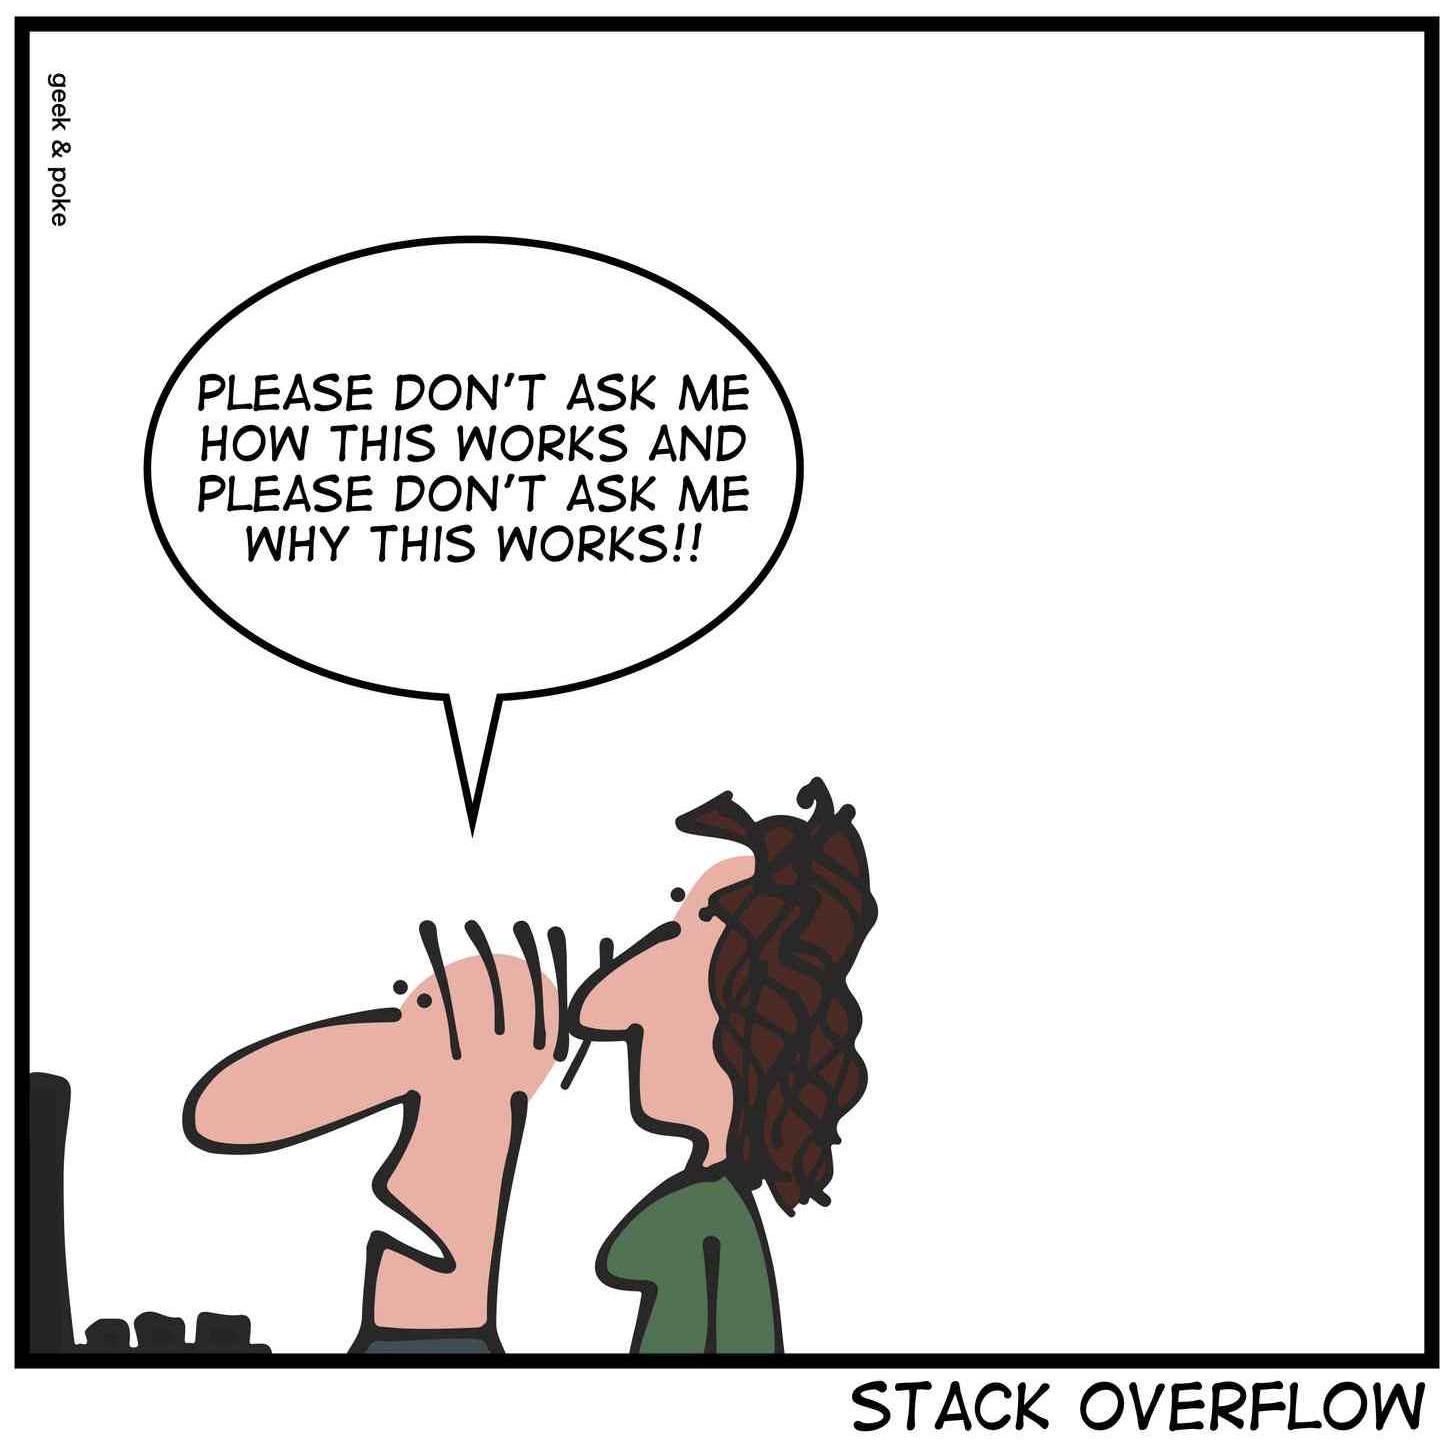 geek & poke
PLEASE DON'T ASK ME
HOW THIS WORKS AND
PLEASE DON'T ASK ME
WHY THIS WORKS!!
STACK OVERFLOW